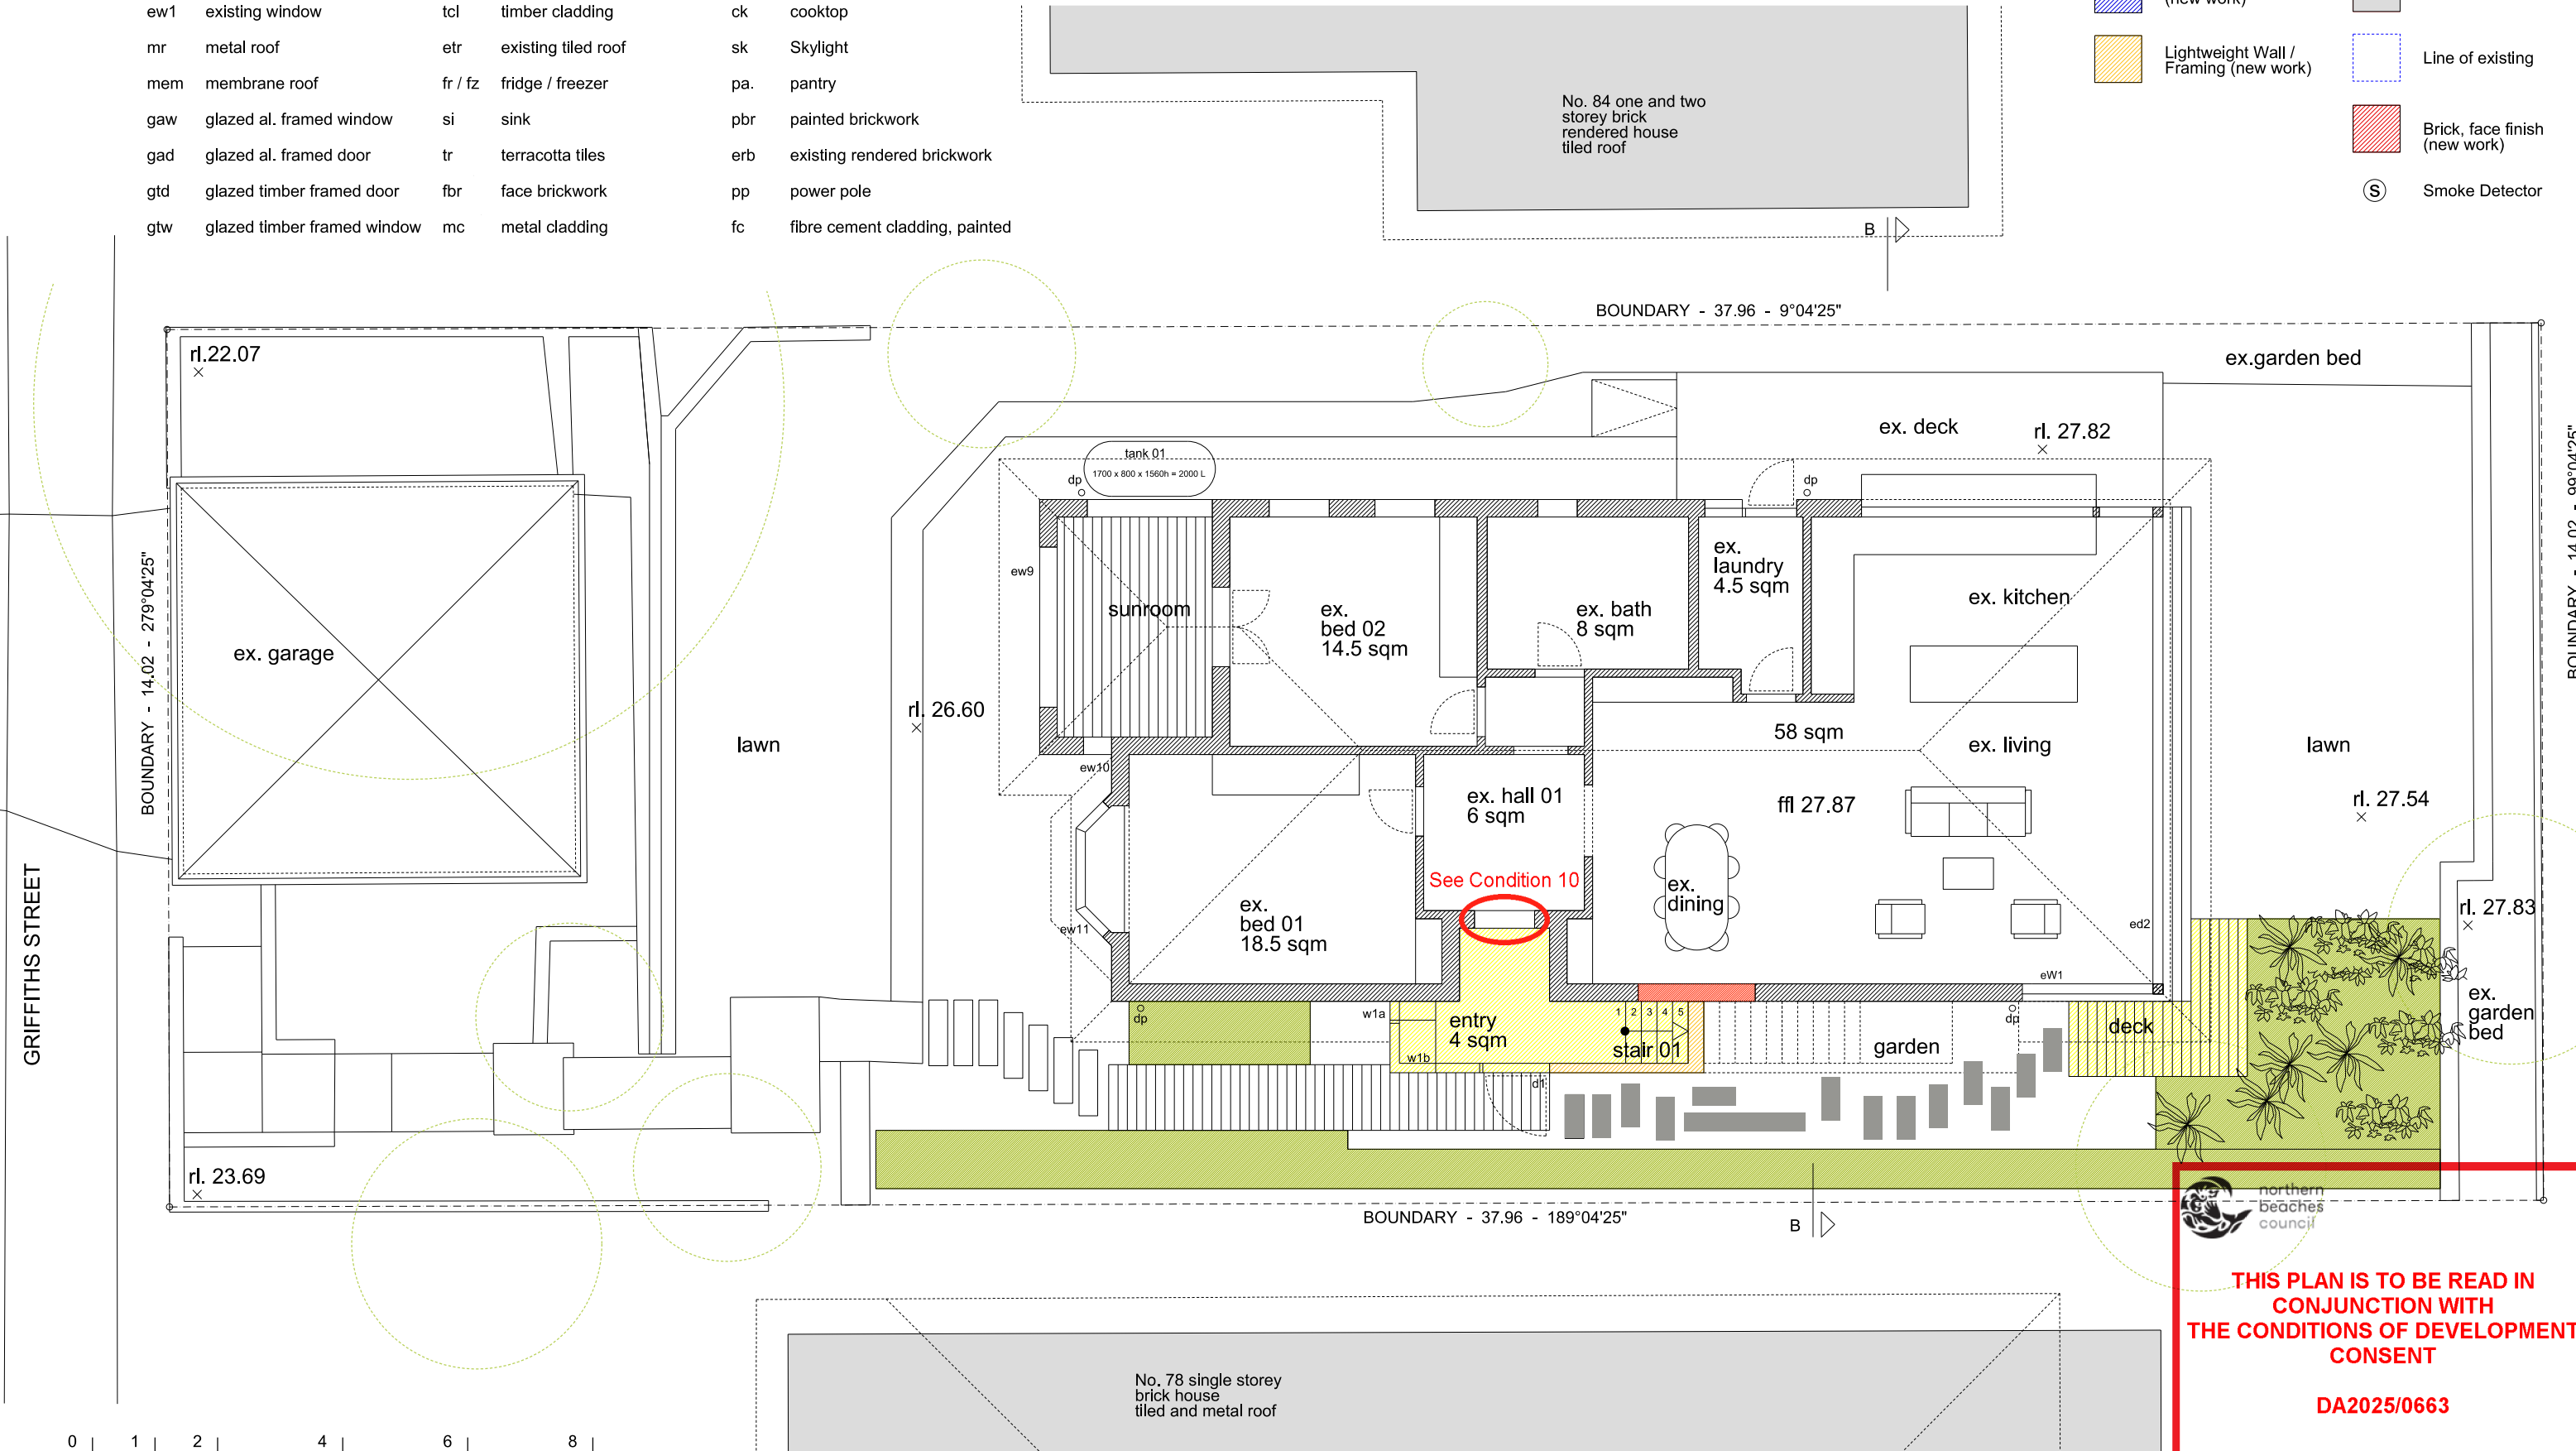 ew1 existing window tcl timber cladding ck cooktop
mr metal roof etr existing tiled roof sk Skylight
mem membrane roof fr / fz fridge / freezer pa. pantry
gaw glazed al. framed window si sink pbr painted brickwork
gad glazed al. framed door tr terracotta tiles erb existing rendered brickwork
gtd glazed timber framed door fbr face brickwork pp power pole
gtw glazed timber framed window mc metal cladding fc fibre cement cladding, painted
(new work)
Lightweight Wall /
Framing (new work)
Line of existing
Brick, face finish
(new work)
S Smoke Detector
No. 84 one and two
storey brick
rendered house
tiled roof
B
BOUNDARY - 37.96 - 9°04'25"
rl.22.07
ex.garden bed
ex. deck
rl. 27.82
BOUNDARY - 14.02 - 99°04'25"
tank 01
1700 x 800 x 1560h = 2000 L
dp
dp
BOUNDARY - 14.02 - 279°04'25"
ex. garage
ew9
sunroom
ex.
bed 02
14.5 sqm
ex. bath
8 sqm
ex.
laundry
4.5 sqm
ex. kitchen
rl. 26.60
lawn
58 sqm
ex. living
lawn
ew10
ex. hall 01
6 sqm
ffl 27.87
rl. 27.54
See Condition 10
ex.
dining
GRIFFITHS STREET
ex.
bed 01
18.5 sqm
ew11
ed2
rl. 27.83
eW1
ex.
garden
bed
dp
w1a
entry
4 sqm
w1b
1 2 3 4 5
stair 01
d1
garden
dp
deck
rl. 23.69
BOUNDARY - 37.96 - 189°04'25"
B
northern
beaches
council
THIS PLAN IS TO BE READ IN
CONJUNCTION WITH
THE CONDITIONS OF DEVELOPMENT
CONSENT
DA2025/0663
No. 78 single storey
brick house
tiled and metal roof
0 1 2 4 6 8